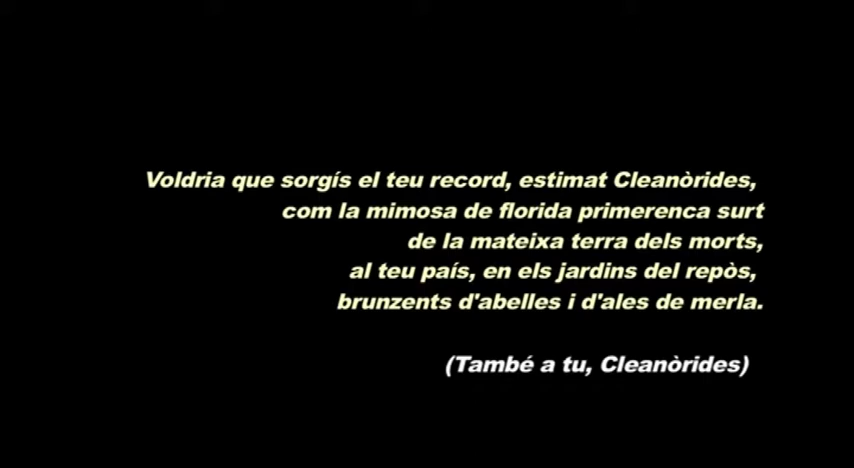 Voldria que sorgís el teu record, estimat Cleanòrides,
com la mimosa de florida primerenca surt
de la mateixa terra dels morts,
al teu país, en els jardins del repòs,
brunzents d'abelles i d'ales de merla.
(També a tu, Cleanòrides)